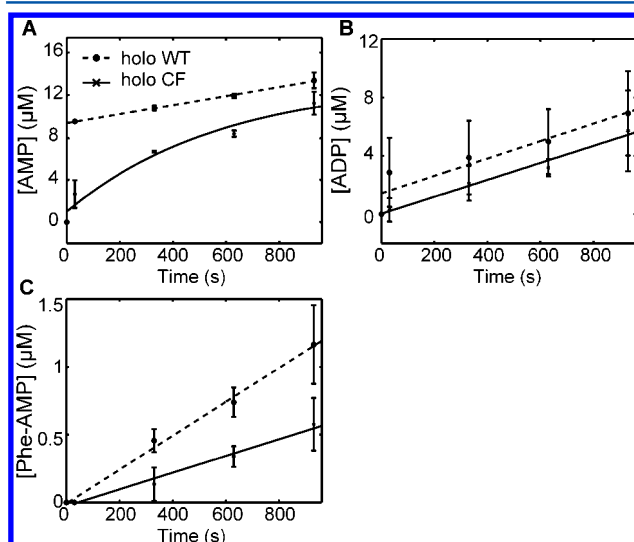 A
16
12
8
4
0
[AMP] (µM)
holo WT
holo CF
0 200 400 600 800
Time (s)
B
12
8
4
0
[ADP] (µM)
0 200 400 600 800
Time (s)
C
1.5
1
0.5
0
[Phe-AMP] (µM)
0 200 400 600 800
Time (s)